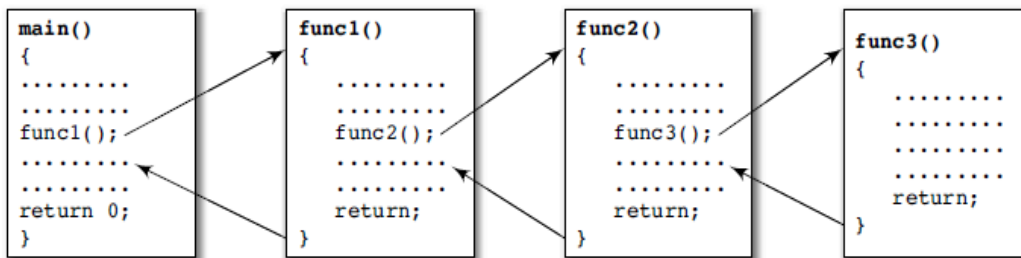 main()
{
.........
.........
func1();
.........
.........
return 0;
}
func1()
{
.........
.........
func2();
.........
.........
return;
}
func2()
{
.........
.........
func3();
.........
.........
return;
}
func3()
{
.........
.........
.........
.........
return;
}